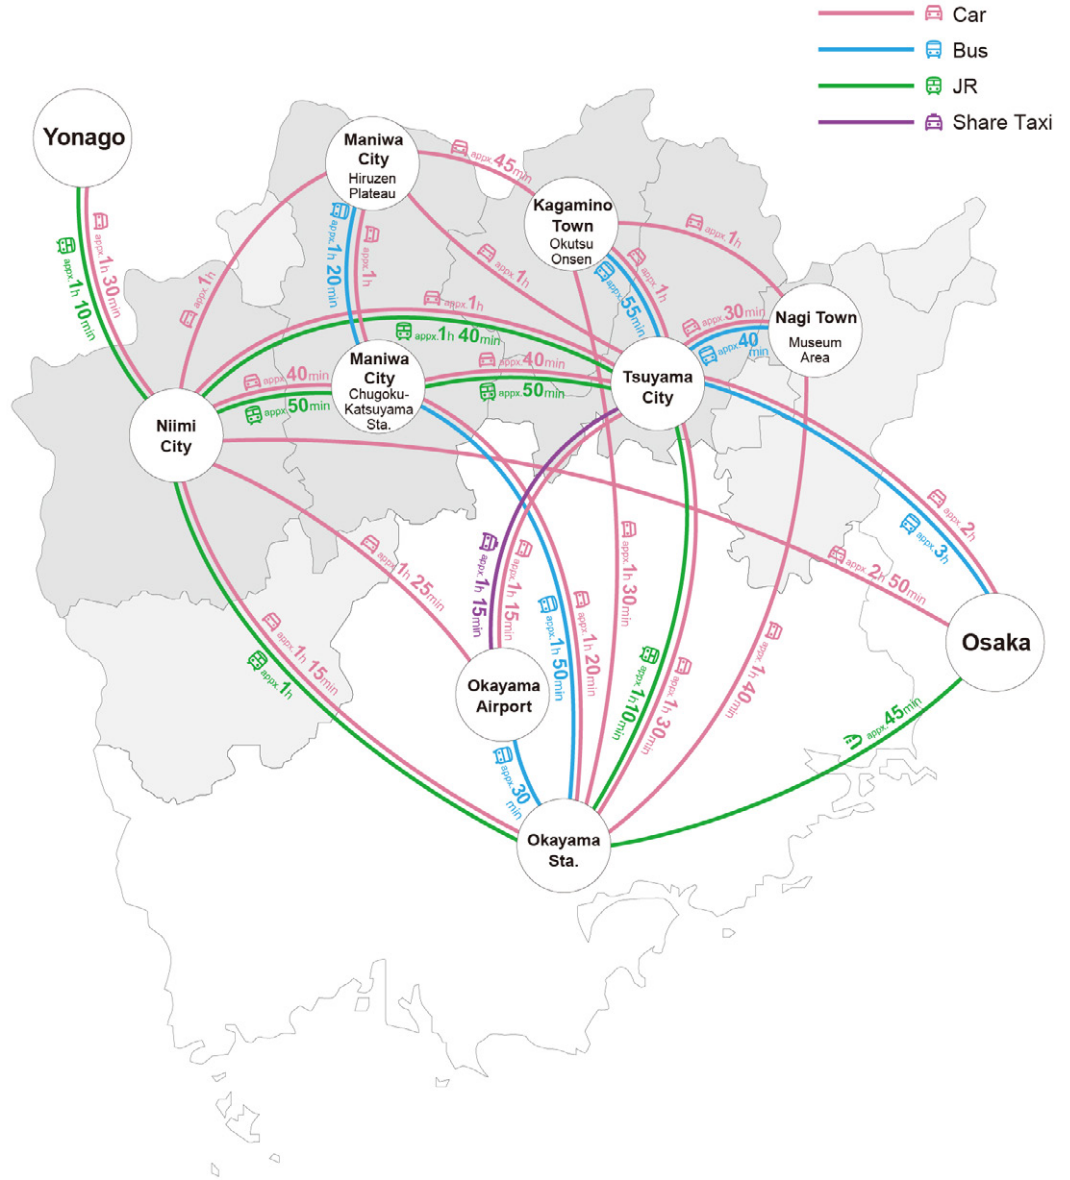 Car
Bus
JR
Share Taxi
Yonago
Maniwa
City
Hiruzen
Plateau
appx.45min
Kagamino
Town
Okutsu
Onsen
appx.1h
appx.1h 30min
appx.1h 10min
appx.1h
appx.1h 20min
appx.1h
appx.1h
appx.55min
appx.1h
Nagi Town
Museum
Area
appx.30min
appx.40
min
appx.1h
appx.1h 40min
Maniwa
City
Chugoku-
Katsuyama
Sta.
appx.40min
appx.50min
appx.40min
appx.50min
Tsuyama
City
Niimi
City
appx.2h
appx.3h
appx.2h 50min
appx.1h 25min
appx.1h 15min
appx.1h 15min
appx.1h 30min
appx.1h 50min
appx.1h 20min
appx.1h10min
appx.1h 30min
appx.1h 40min
appx.1h 15min
appx.1h
Osaka
Okayama
Airport
appx.45min
appx.30
min
Okayama
Sta.